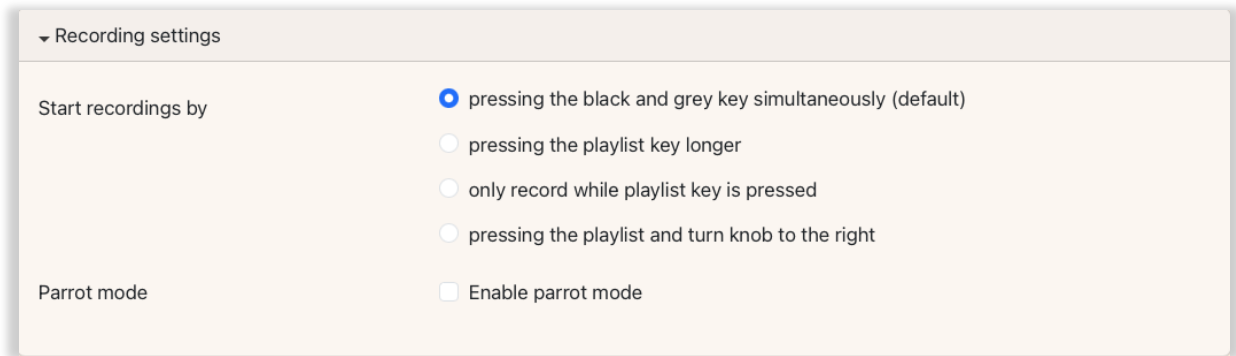 Recording settings
Start recordings by
pressing the black and grey key simultaneously (default)
pressing the playlist key longer
only record while playlist key is pressed
pressing the playlist and turn knob to the right
Parrot mode
Enable parrot mode